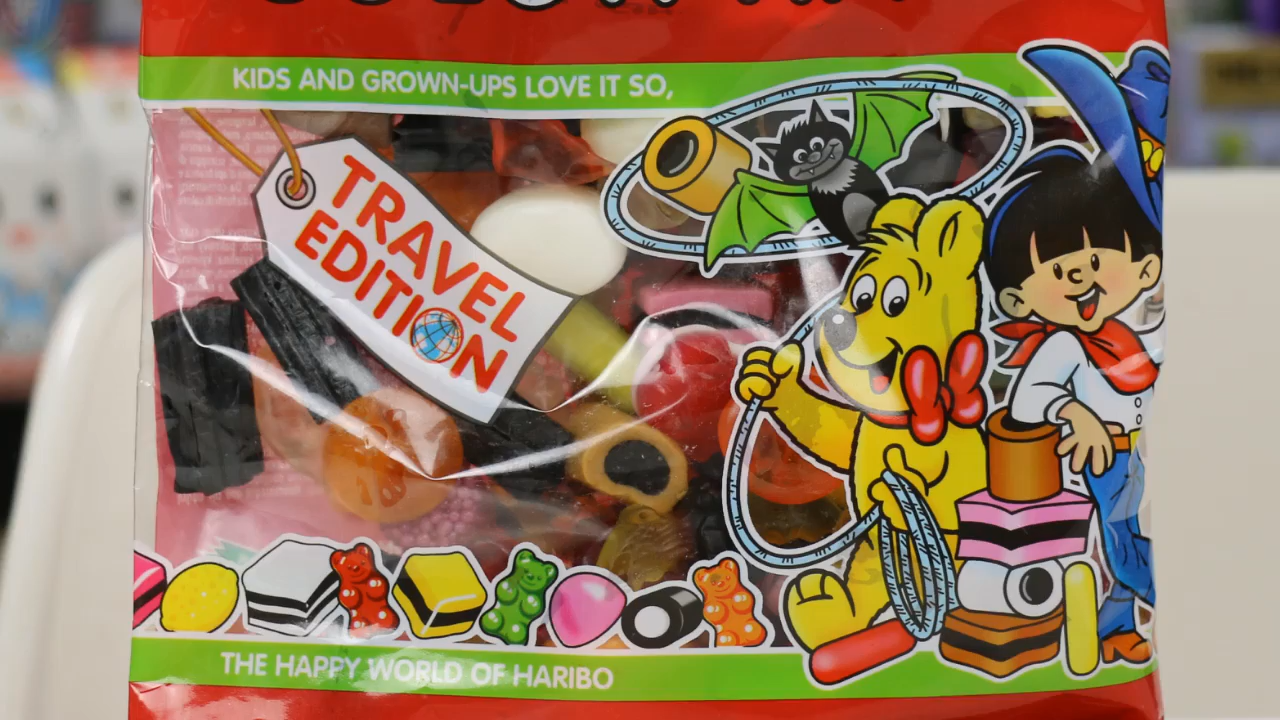 KIDS AND GROWN-UPS LOVE IT SO,
TRAVEL
EDITION
THE HAPPY WORLD OF HARIBO